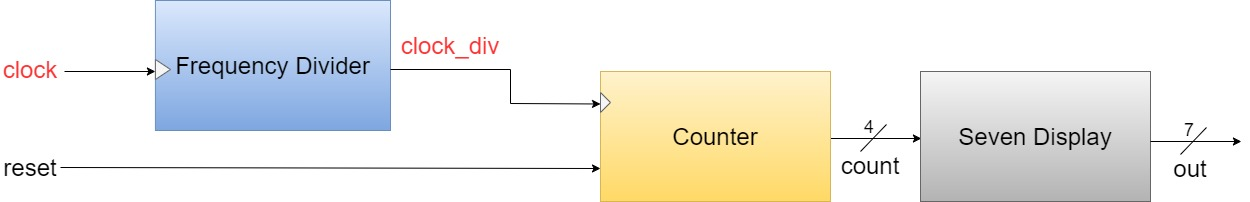 clock
Frequency Divider
clock_div
reset
Counter
4
count
Seven Display
7
out